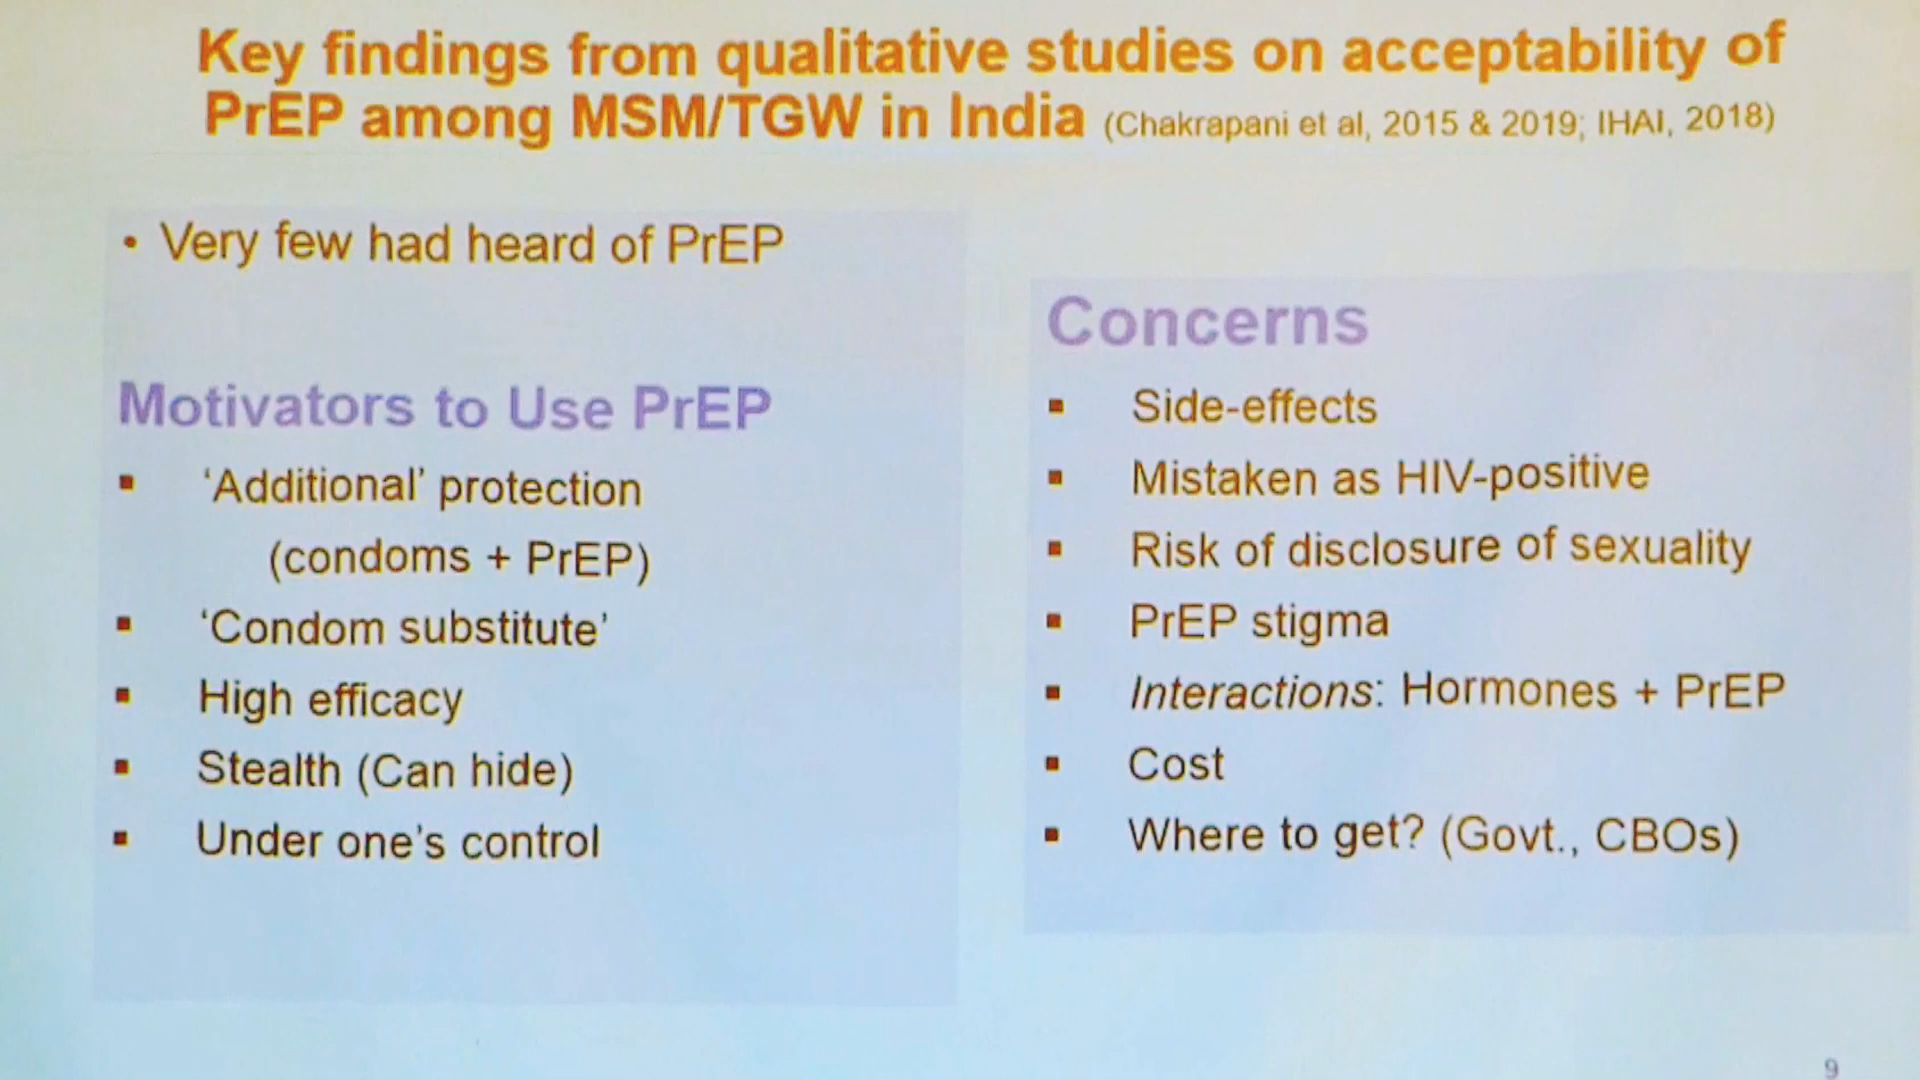 Key findings from qualitative studies on acceptability of
PrEP among MSM/TGW in India (Chakrapani et al, 2015 & 2019; IHAI, 2018)
• Very few had heard of PrEP
Motivators to Use PrEP
▪ ‘Additional’ protection
(condoms + PrEP)
▪ ‘Condom substitute’
▪ High efficacy
▪ Stealth (Can hide)
▪ Under one’s control
Concerns
▪ Side-effects
▪ Mistaken as HIV-positive
▪ Risk of disclosure of sexuality
▪ PrEP stigma
▪ Interactions: Hormones + PrEP
▪ Cost
▪ Where to get? (Govt., CBOs)
9